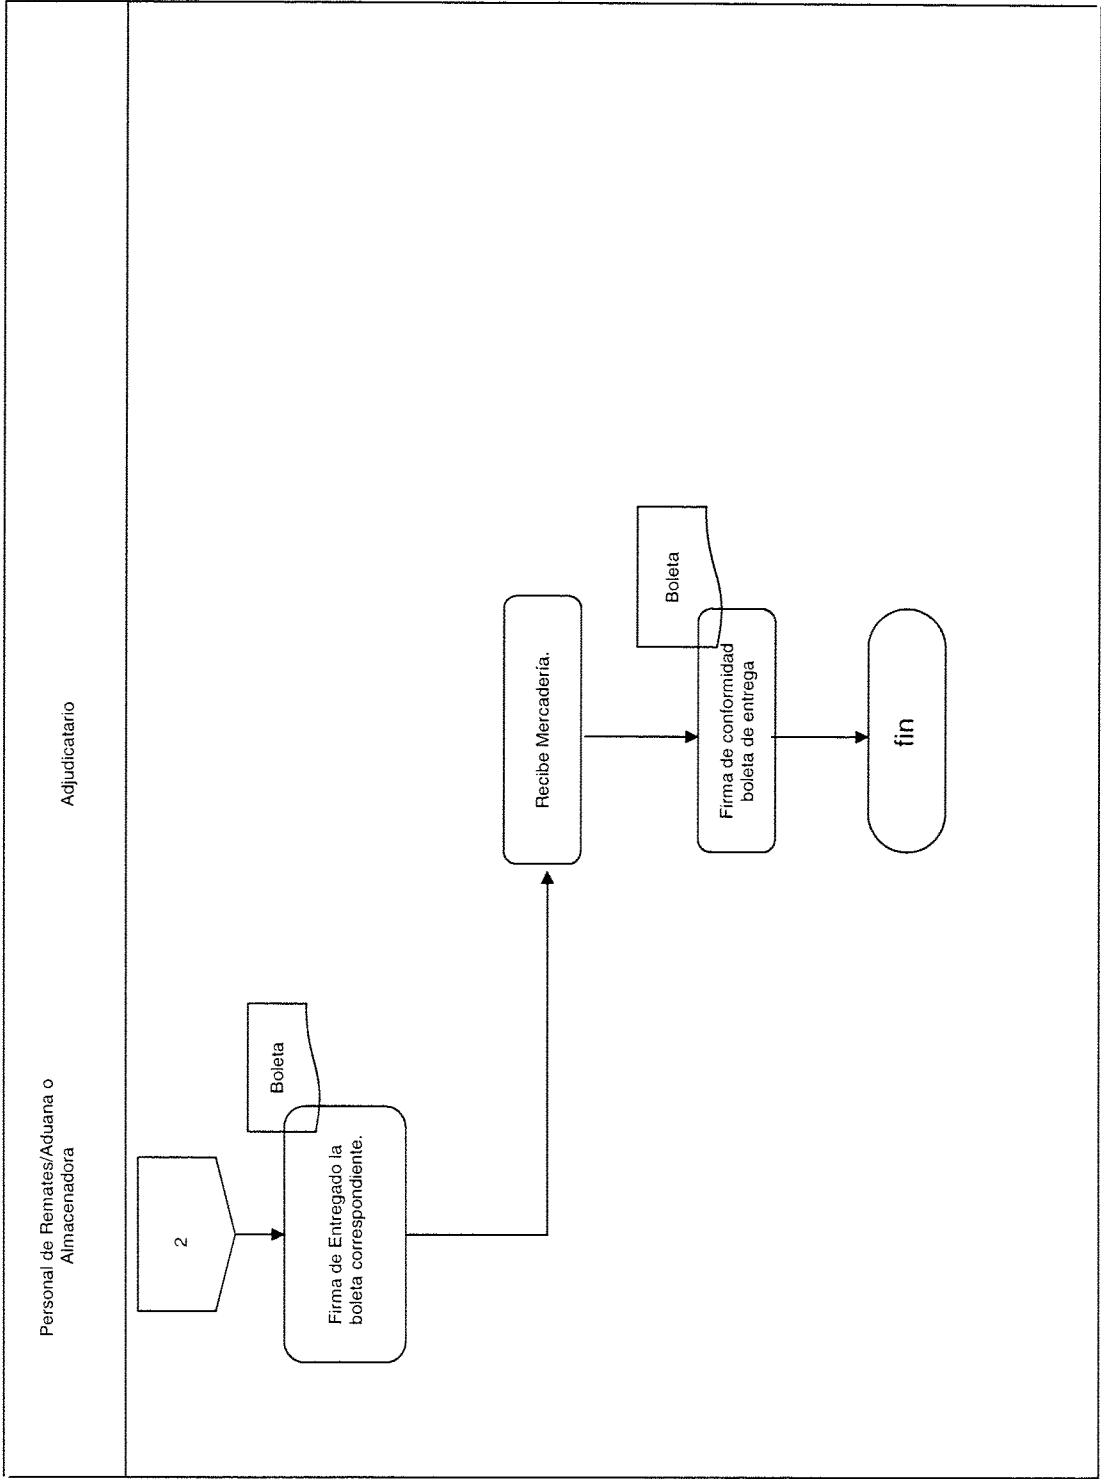 Personal de Remates/Aduana o
Almacenadora
Adjudicatario
2
Boleta
Firma de Entregado la
boleta correspondiente.
Recibe Mercadería.
Boleta
Firma de conformidad
boleta de entrega
fin